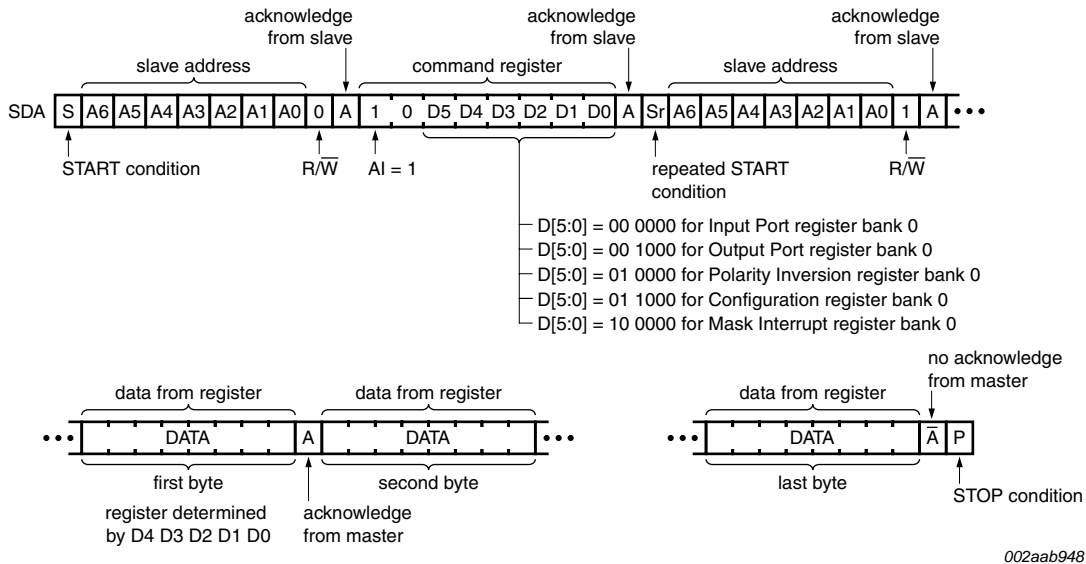 acknowledge
from slave
acknowledge
from slave
acknowledge
from slave
slave address
command register
slave address
SDA S A6 A5 A4 A3 A2 A1 A0 0 A 1 0 D5 D4 D3 D2 D1 D0 A Sr A6 A5 A4 A3 A2 A1 A0 1 A
START condition
R/W̅
AI = 1
repeated START
condition
R/W̅
D[5:0] = 00 0000 for Input Port register bank 0
D[5:0] = 00 1000 for Output Port register bank 0
D[5:0] = 01 0000 for Polarity Inversion register bank 0
D[5:0] = 01 1000 for Configuration register bank 0
D[5:0] = 10 0000 for Mask Interrupt register bank 0
no acknowledge
from master
data from register
data from register
data from register
DATA A DATA DATA A̅ P
first byte
second byte
last byte
STOP condition
register determined
by D4 D3 D2 D1 D0
acknowledge
from master
002aab948